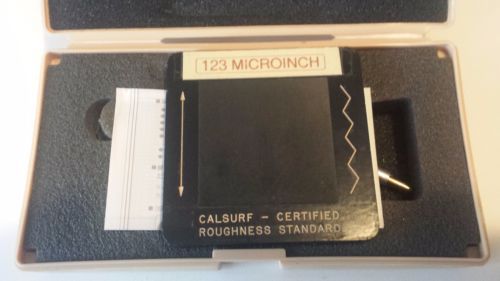 123 MiCROINCH
CALSURF - CERTIFIED
ROUGHNESS STANDARD